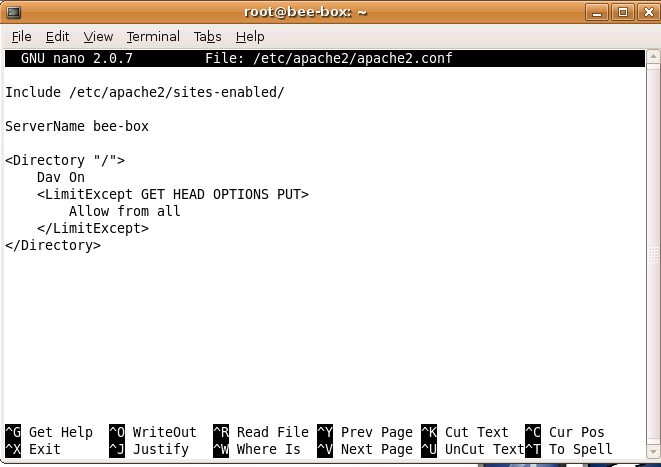 root@bee-box: ~
File Edit View Terminal Tabs Help
GNU nano 2.0.7 File: /etc/apache2/apache2.conf
Include /etc/apache2/sites-enabled/
ServerName bee-box
<Directory "/">
    Dav On
    <LimitExcept GET HEAD OPTIONS PUT>
        Allow from all
    </LimitExcept>
</Directory>
^G Get Help ^O WriteOut ^R Read File ^Y Prev Page ^K Cut Text ^C Cur Pos
^X Exit ^J Justify ^W Where Is ^V Next Page ^U UnCut Text ^T To Spell